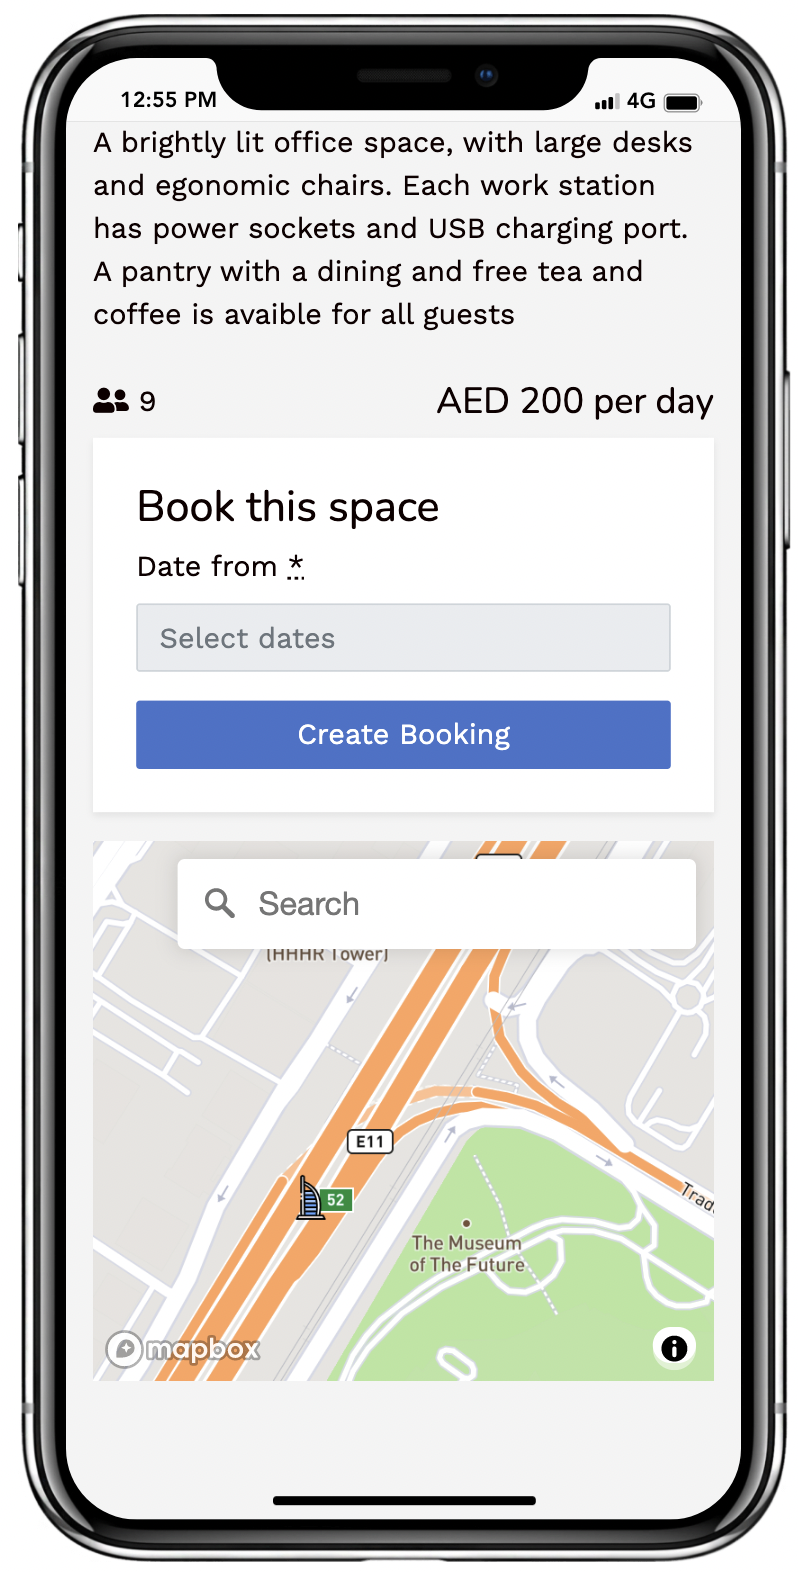 12:55 PM 4G
A brightly lit office space, with large desks
and egonomic chairs. Each work station
has power sockets and USB charging port.
A pantry with a dining and free tea and
coffee is avaible for all guests
9 AED 200 per day
Book this space
Date from *
Select dates
Create Booking
Search
(HHHR Tower)
E11
52
Trad
The Museum
of The Future
mapbox